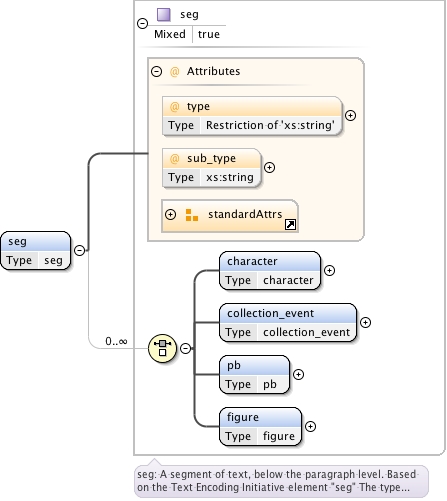 seg
Mixed true
Attributes
@ type
Type Restriction of 'xs:string'
@ sub_type
Type xs:string
standardAttrs
seg
Type seg
0..∞
character
Type character
collection_event
Type collection_event
pb
Type pb
figure
Type figure
seg: A segment of text, below the paragraph level. Based
on the Text Encoding Initiative element "seg" The type...